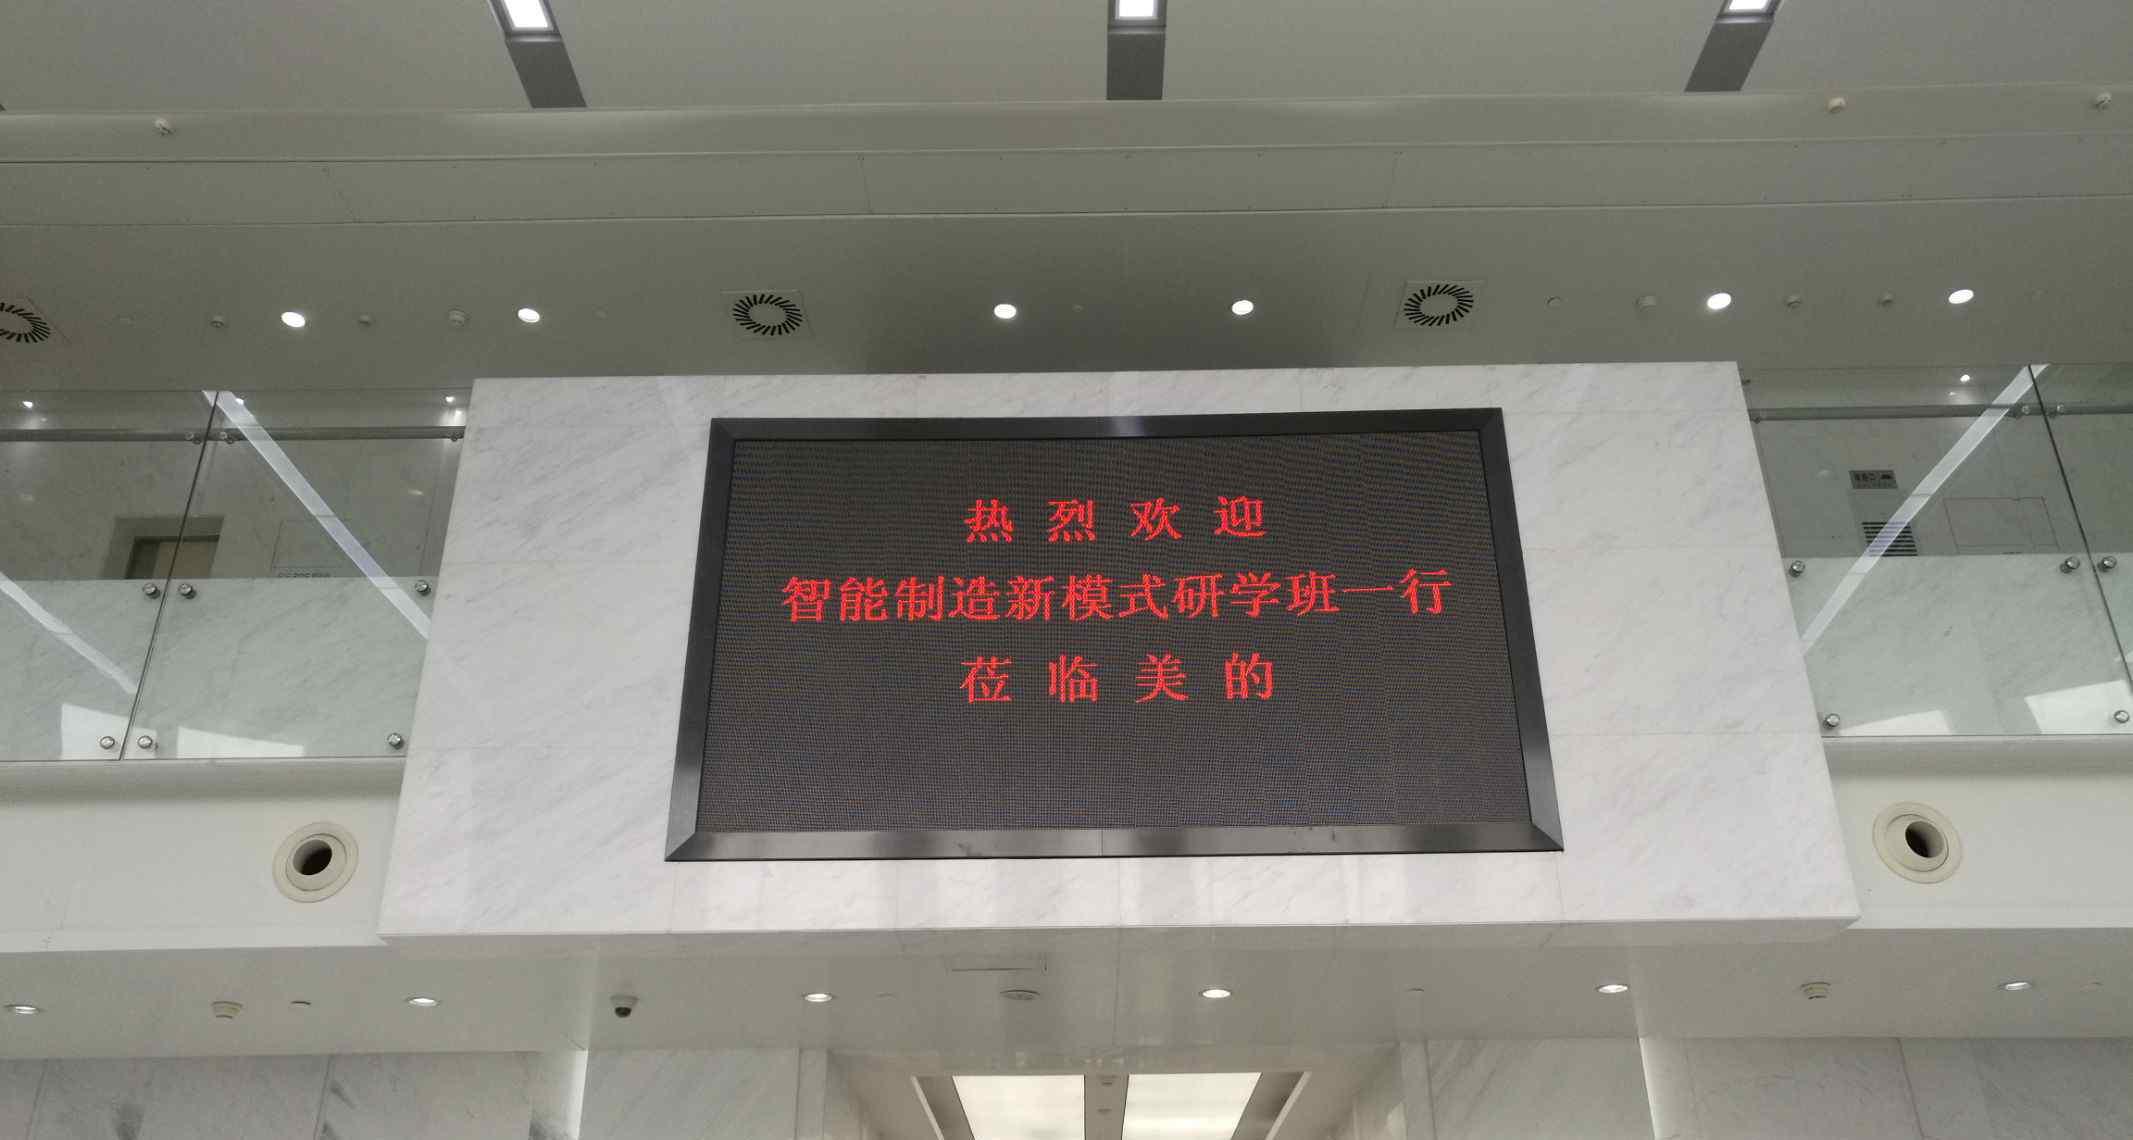 热烈欢迎
智能制造新模式研学班一行
莅临美的